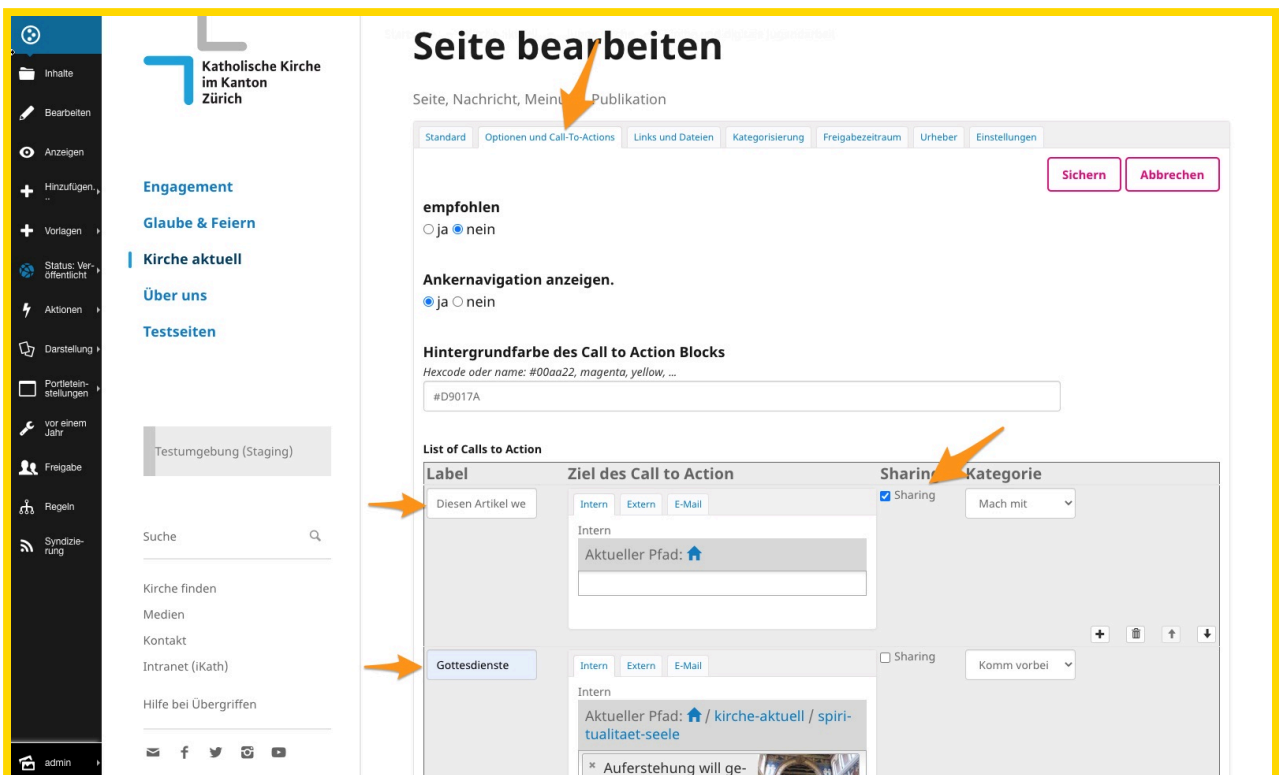 Inhalte
Bearbeiten
Anzeigen
Hinzufügen.
..
Vorlagen
Status: Ver-
öffentlicht
Aktionen
Darstellung
Portletein-
stellungen
vor einem
Jahr
Freigabe
Regeln
Syndizie-
rung
admin
Katholische Kirche
im Kanton
Zürich
Engagement
Glaube & Feiern
Kirche aktuell
Über uns
Testseiten
Testumgebung (Staging)
Suche
Kirche finden
Medien
Kontakt
Intranet (iKath)
Hilfe bei Übergriffen
Seite bearbeiten
Seite, Nachricht, Publikation
Standard Optionen und Call-To-Actions Links und Dateien Kategorisierung Freigabezeitraum Urheber Einstellungen
Sichern Abbrechen
empfohlen
ja nein
Ankernavigation anzeigen.
ja nein
Hintergrundfarbe des Call to Action Blocks
Hexcode oder name: #00aa22, magenta, yellow, ...
#D9017A
List of Calls to Action
Label Ziel des Call to Action Sharing Kategorie
Diesen Artikel we Intern Extern E-Mail Sharing Mach mit
Intern
Aktueller Pfad:
Gottesdienste Intern Extern E-Mail Sharing Komm vorbei
Intern
Aktueller Pfad: / kirche-aktuell / spiri-
tualitaet-seele
× Auferstehung will ge-